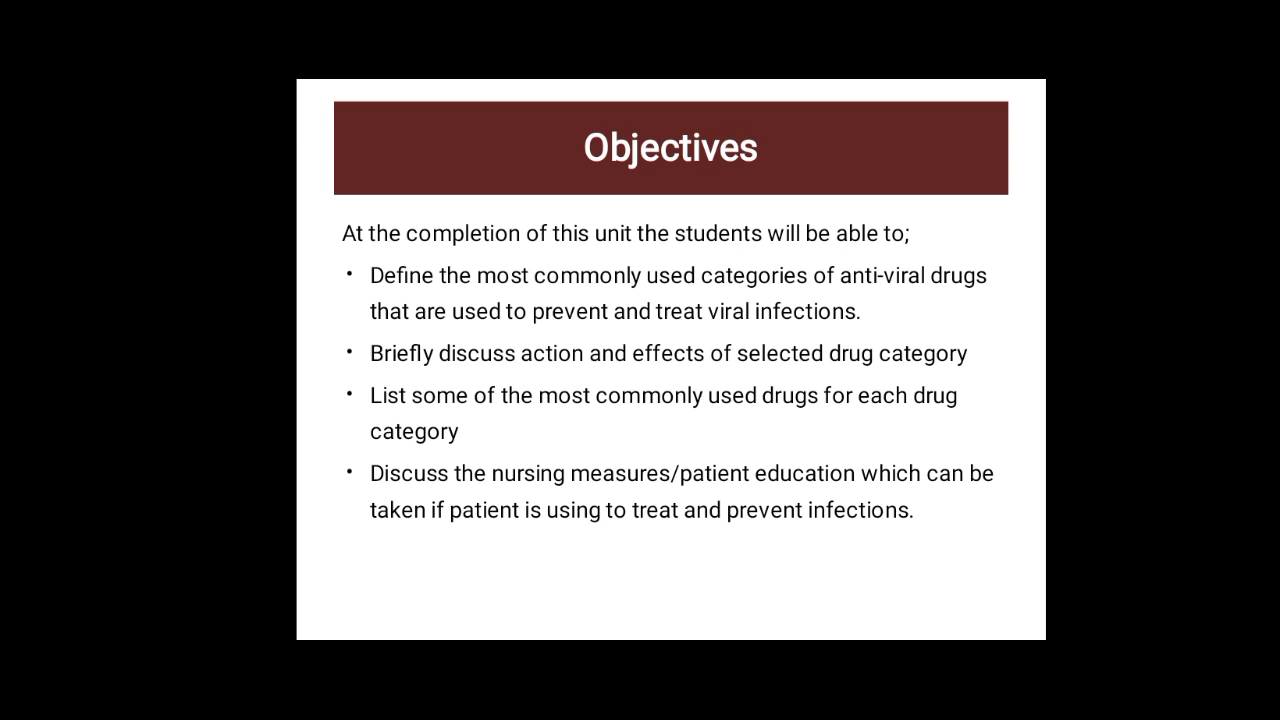 Objectives
At the completion of this unit the students will be able to;
• Define the most commonly used categories of anti-viral drugs
that are used to prevent and treat viral infections.
• Briefly discuss action and effects of selected drug category
• List some of the most commonly used drugs for each drug
category
• Discuss the nursing measures/patient education which can be
taken if patient is using to treat and prevent infections.